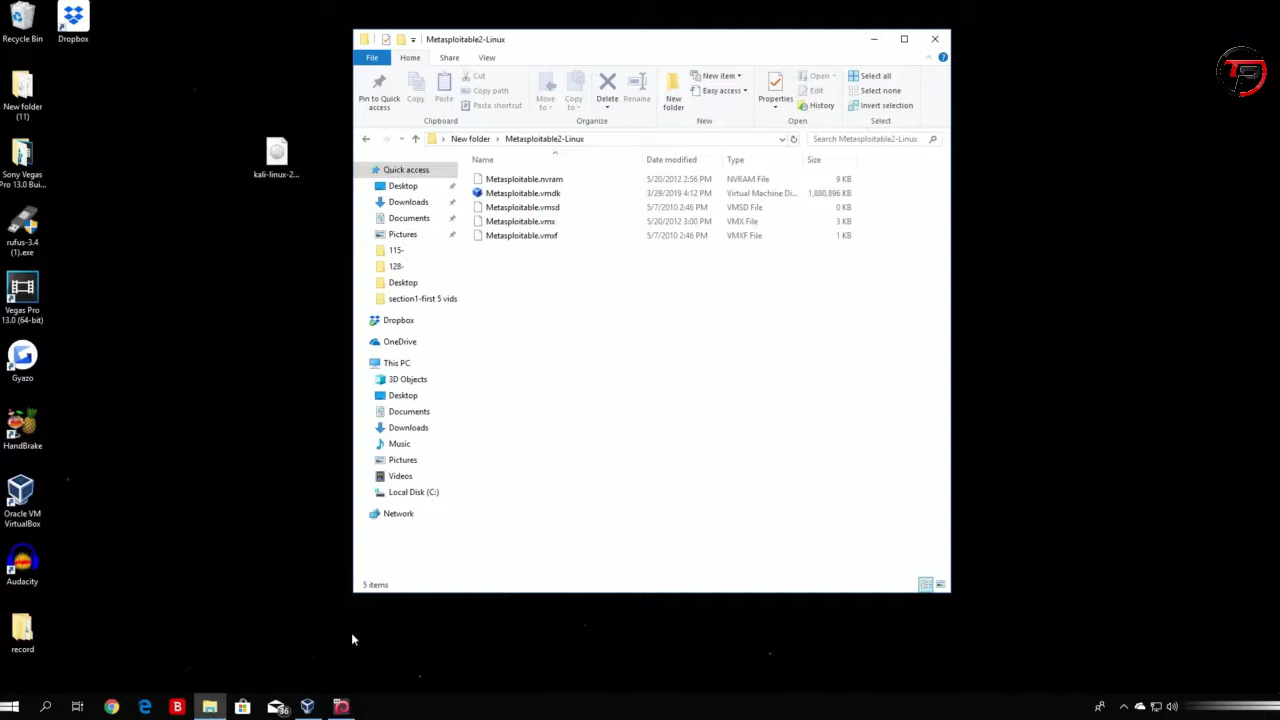 Recycle Bin
Dropbox
New folder
(11)
Sony Vegas
Pro 13.0 Bui...
rufus-3.4
(1).exe
Vegas Pro
13.0 (64-bit)
Gyazo
HandBrake
Oracle VM
VirtualBox
Audacity
record
kali-linux-2...
Metasploitable2-Linux
File
Home
Share
View
Pin to Quick
access
Copy
Paste
Cut
Copy path
Paste shortcut
Clipboard
Move
to
Copy
to
Delete
Rename
Organize
New
folder
New item
Easy access
New
Properties
Open
Edit
History
Open
Select all
Select none
Invert selection
Select
New folder
Metasploitable2-Linux
Search Metasploitable2-Linux
Quick access
Desktop
Downloads
Documents
Pictures
115-
128-
Desktop
section1-first 5 vids
Dropbox
OneDrive
This PC
3D Objects
Desktop
Documents
Downloads
Music
Pictures
Videos
Local Disk (C:)
Network
Name Date modified Type Size
Metasploitable.nvram 5/20/2012 2:56 PM NVRAM File 9 KB
Metasploitable.vmdk 3/29/2019 4:12 PM Virtual Machine Di... 1,880,896 KB
Metasploitable.vmsd 5/7/2010 2:46 PM VMSD File 0 KB
Metasploitable.vmx 5/20/2012 3:00 PM VMX File 3 KB
Metasploitable.vmxf 5/7/2010 2:46 PM VMXF File 1 KB
5 items
B
36